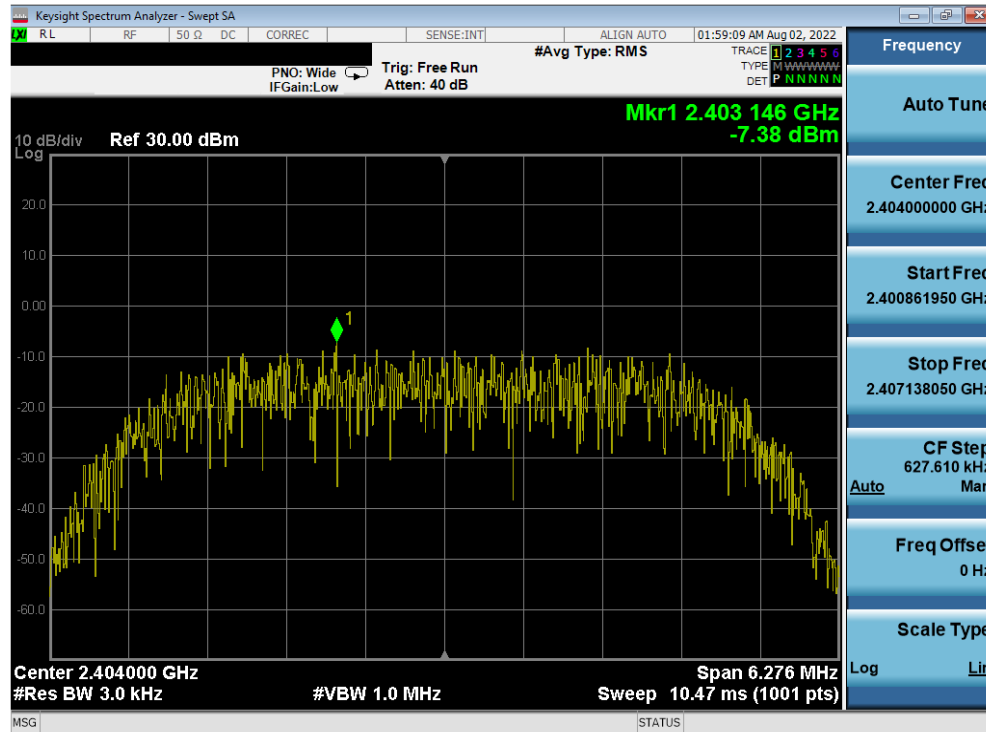 Keysight Spectrum Analyzer - Swept SA
LXI RL RF 50 Ω DC CORREC SENSE:INT ALIGN AUTO 01:59:09 AM Aug 02, 2022
#Avg Type: RMS TRACE 1 2 3 4 5 6
PNO: Wide Trig: Free Run TYPE M WWWWW
IFGain:Low Atten: 40 dB DET P N N N N N
Mkr1 2.403 146 GHz
-7.38 dBm
10 dB/div Ref 30.00 dBm
Log
20.0
10.0
0.00
1
-10.0
-20.0
-30.0
-40.0
-50.0
-60.0
Center 2.404000 GHz Span 6.276 MHz
#Res BW 3.0 kHz #VBW 1.0 MHz Sweep 10.47 ms (1001 pts)
MSG STATUS
Frequency
Auto Tune
Center Freq
2.404000000 GHz
Start Freq
2.400861950 GHz
Stop Freq
2.407138050 GHz
CF Step
627.610 kHz
Auto Man
Freq Offset
0 Hz
Scale Type
Log Lin